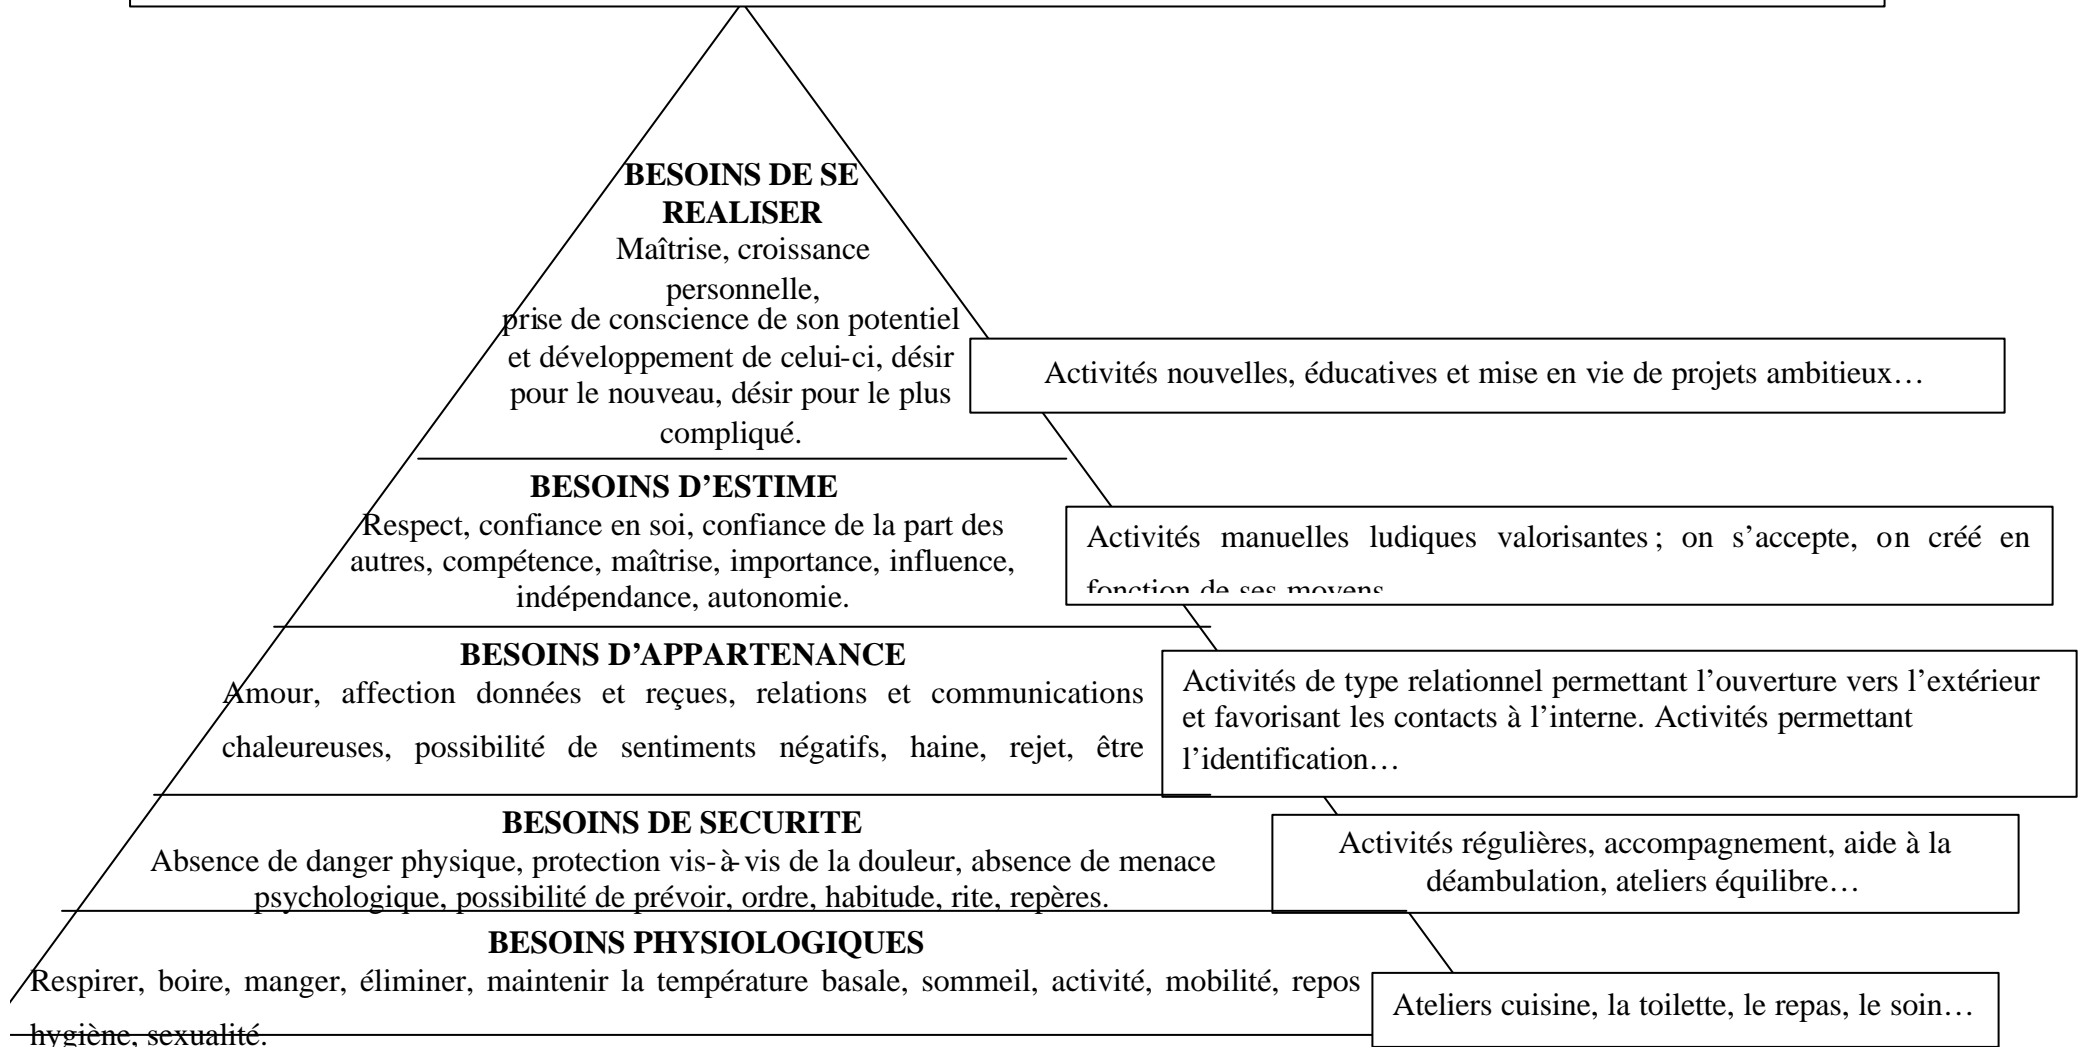 BESOINS DE SE
REALISER
Maîtrise, croissance
personnelle,
prise de conscience de son potentiel
et développement de celui-ci, désir
pour le nouveau, désir pour le plus
compliqué.
Activités nouvelles, éducatives et mise en vie de projets ambitieux…
BESOINS D’ESTIME
Respect, confiance en soi, confiance de la part des
autres, compétence, maîtrise, importance, influence,
indépendance, autonomie.
Activités manuelles ludiques valorisantes ; on s’accepte, on créé en
fonction de ses moyens
BESOINS D’APPARTENANCE
Amour, affection données et reçues, relations et communications
chaleureuses, possibilité de sentiments négatifs, haine, rejet, être
Activités de type relationnel permettant l’ouverture vers l’extérieur
et favorisant les contacts à l’interne. Activités permettant
l’identification…
BESOINS DE SECURITE
Absence de danger physique, protection vis-à-vis de la douleur, absence de menace
psychologique, possibilité de prévoir, ordre, habitude, rite, repères.
Activités régulières, accompagnement, aide à la
déambulation, ateliers équilibre…
BESOINS PHYSIOLOGIQUES
Respirer, boire, manger, éliminer, maintenir la température basale, sommeil, activité, mobilité, repos
hygiène, sexualité.
Ateliers cuisine, la toilette, le repas, le soin…